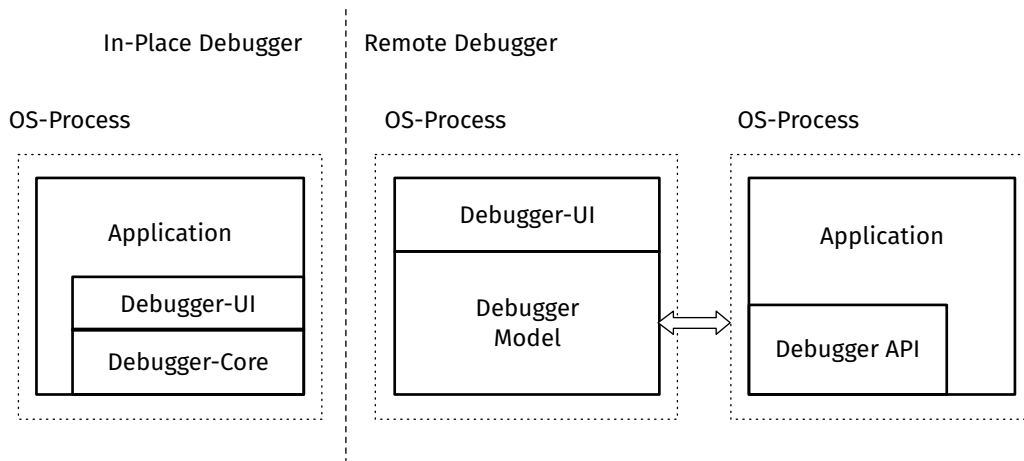 In-Place Debugger
Remote Debugger
OS-Process
OS-Process
OS-Process
Application
Debugger-UI
Debugger-Core
Debugger-UI
Debugger
Model
Application
Debugger API